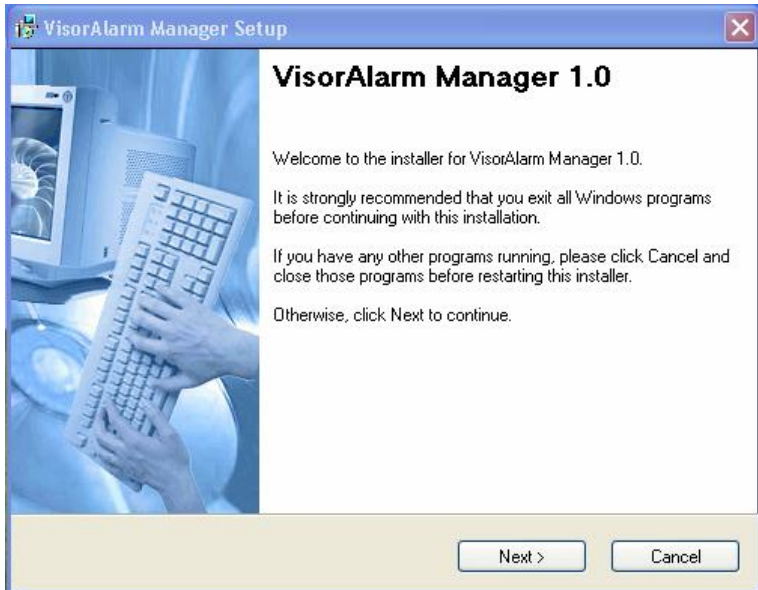 VisorAlarm Manager Setup
VisorAlarm Manager 1.0
Welcome to the installer for VisorAlarm Manager 1.0.
It is strongly recommended that you exit all Windows programs
before continuing with this installation.
If you have any other programs running, please click Cancel and
close those programs before restarting this installer.
Otherwise, click Next to continue.
Next >
Cancel